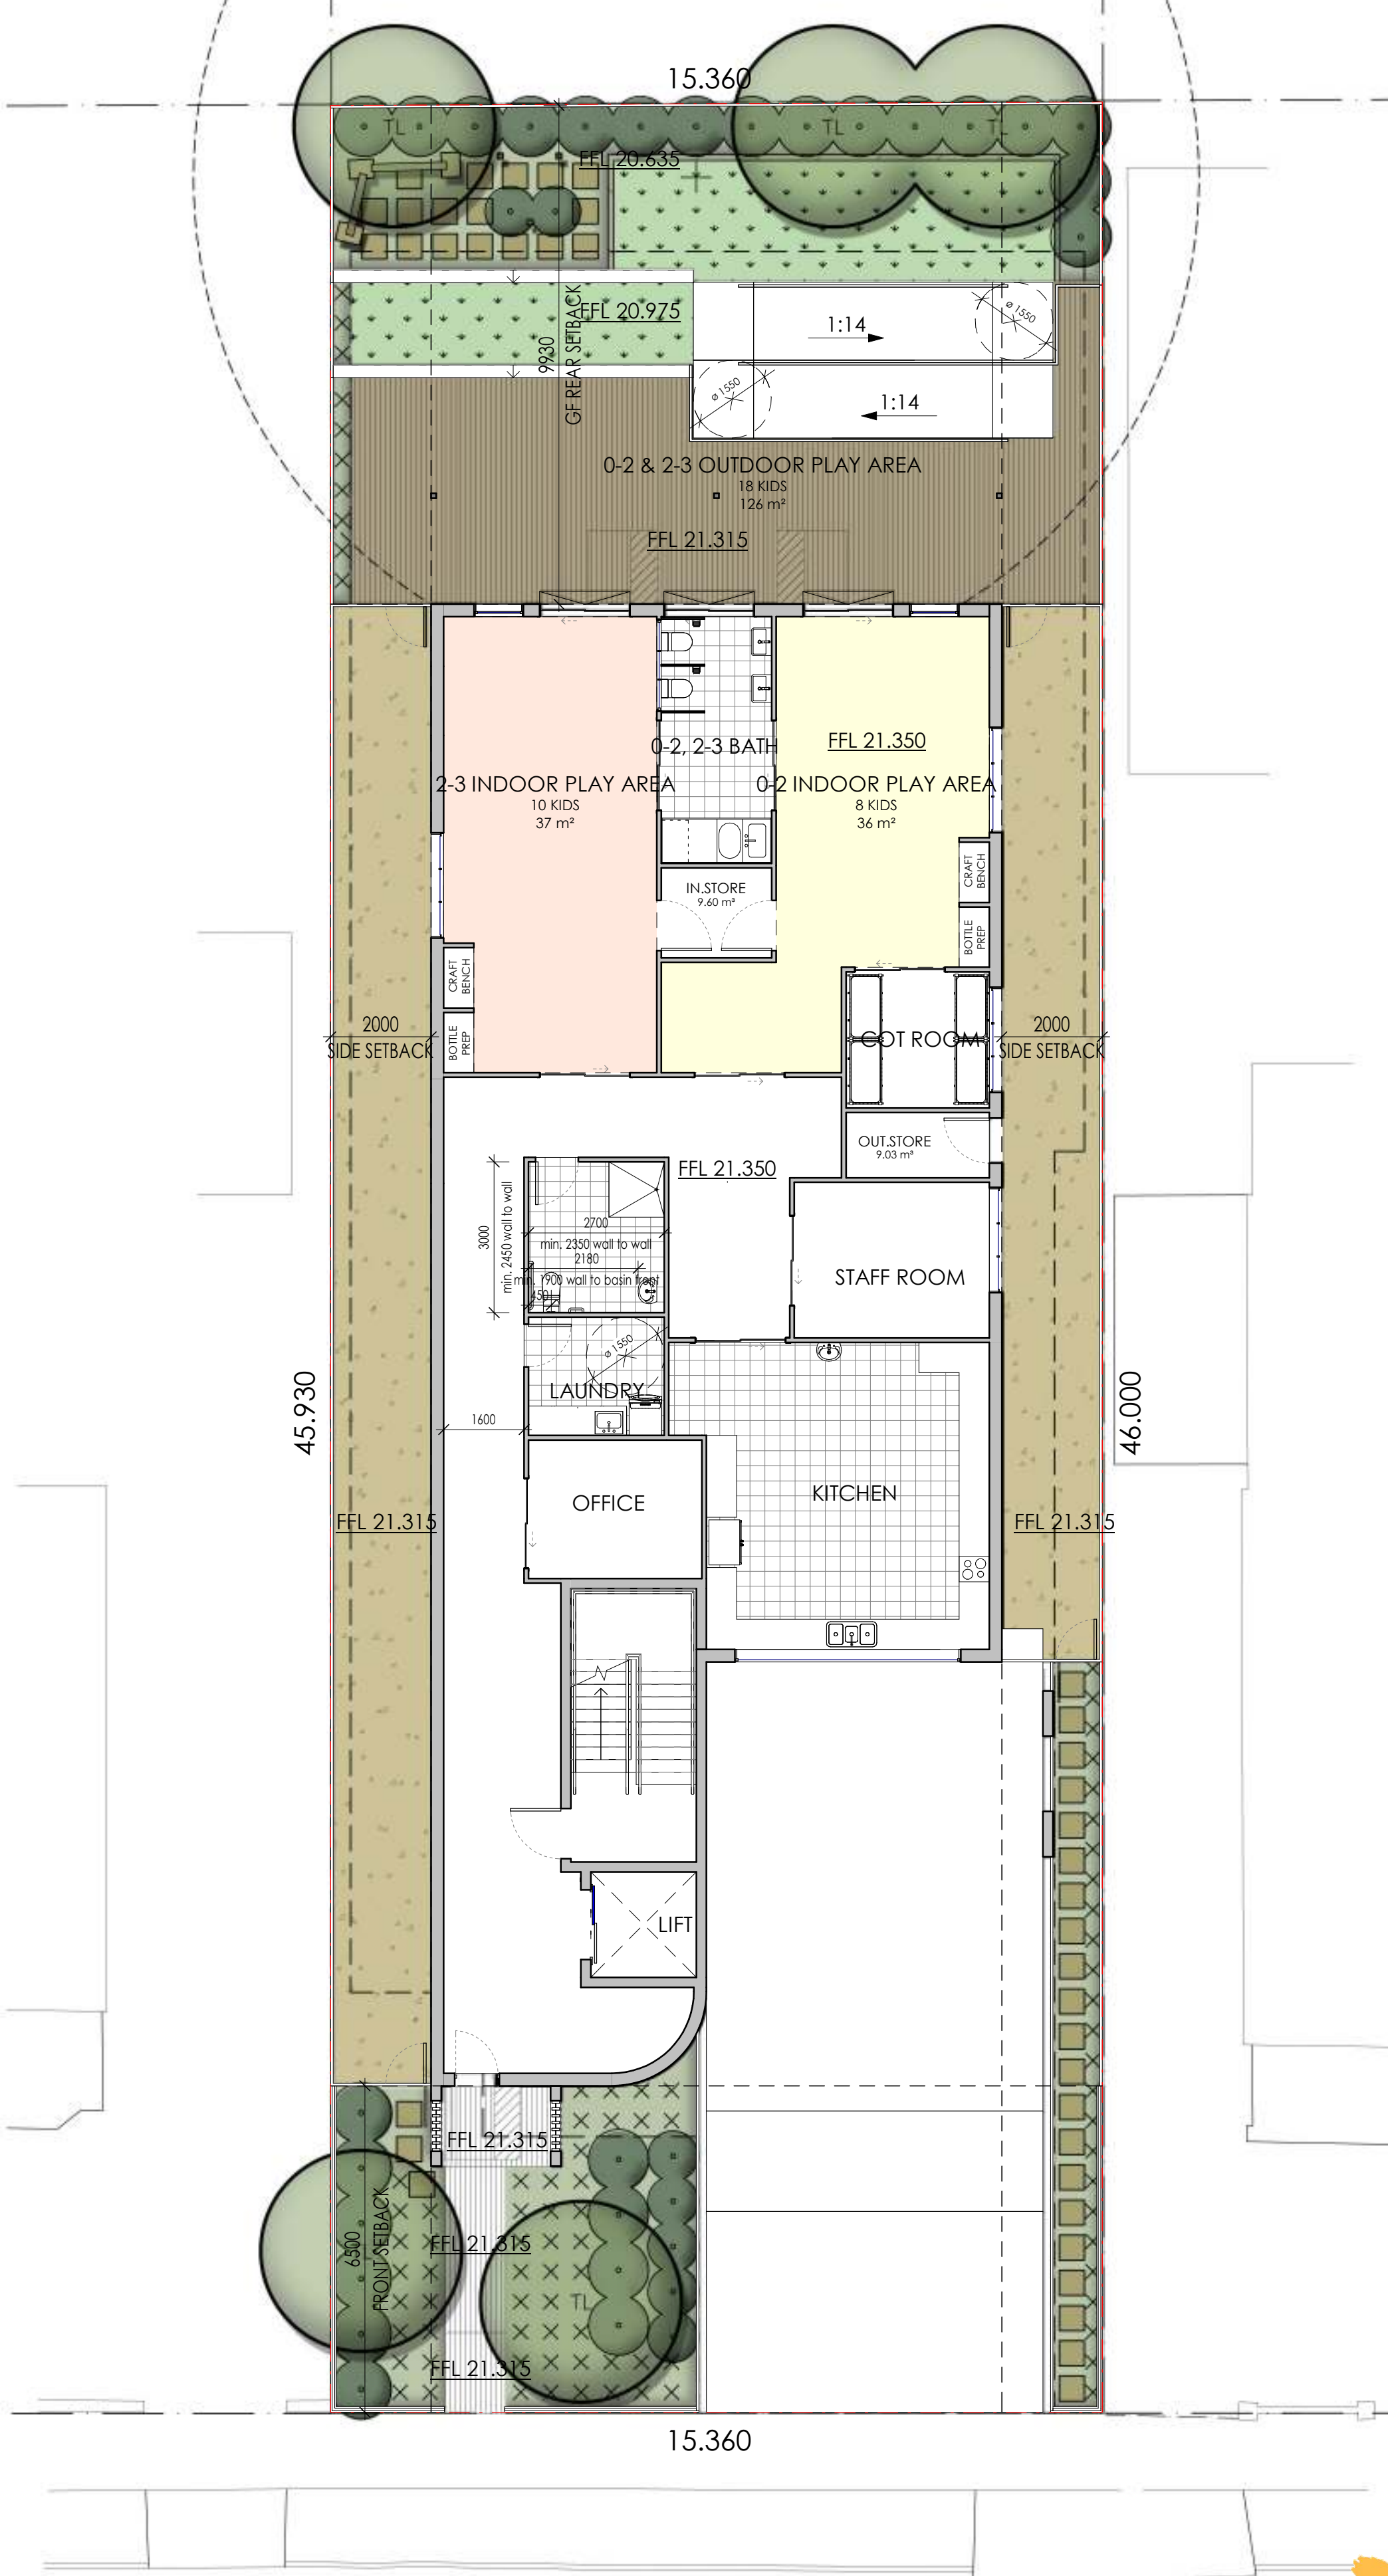 15.360
TL
TL
TL
FFL 20.635
FFL 20.975
9930
GF REAR SETBACK
1:14
ø 1550
ø 1550
1:14
0-2 & 2-3 OUTDOOR PLAY AREA
18 KIDS
126 m²
FFL 21.315
0-2, 2-3 BATH
FFL 21.350
2-3 INDOOR PLAY AREA
10 KIDS
37 m²
0-2 INDOOR PLAY AREA
8 KIDS
36 m²
IN.STORE
9.60 m³
CRAFT
BENCH
BOTTLE
PREP
CRAFT
BENCH
BOTTLE
PREP
2000
SIDE SETBACK
COT ROOM
2000
SIDE SETBACK
OUT.STORE
9.03 m³
FFL 21.350
3000
min. 2450 wall to wall
2700
min. 2350 wall to wall
2180
min. 1900 wall to basin front
450
STAFF ROOM
ø 1550
LAUNDRY
1600
45.930
46.000
OFFICE
KITCHEN
FFL 21.315
FFL 21.315
LIFT
FFL 21.315
6500
FRONT SETBACK
FFL 21.315
TL
FFL 21.315
15.360